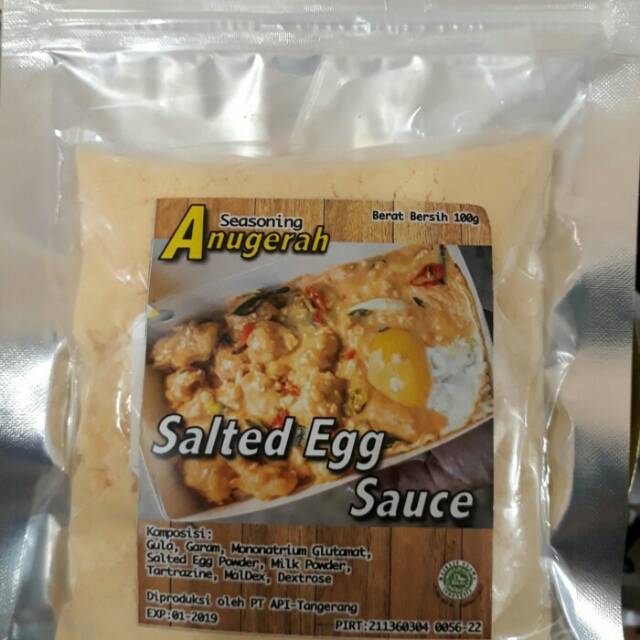 Seasoning
Anugerah
Berat Bersih 100g
Salted Egg
Sauce
Komposisi:
Gula, Garam, Mononatrium Glutamat,
Salted Egg Powder, Milk Powder,
Tartrazine, MalDex, Dextrose
Diproduksi oleh PT API-Tangerang
EXP:01-2019
PIRT:211360304 0056-22